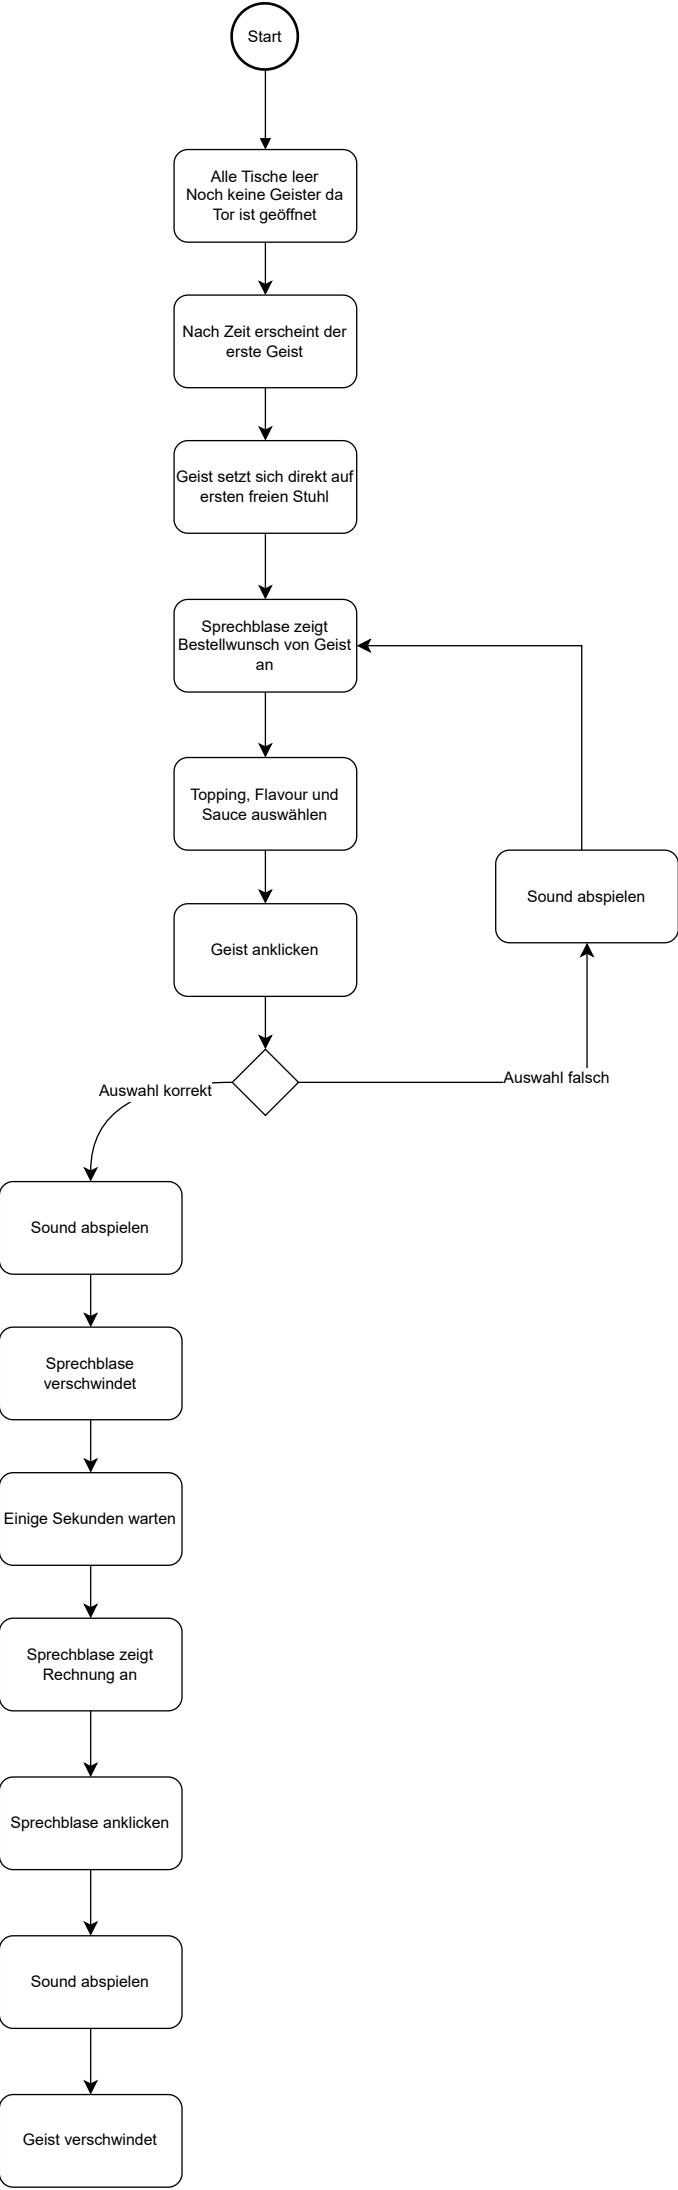 Start
Alle Tische leer
Noch keine Geister da
Tor ist geöffnet
Nach Zeit erscheint der
erste Geist
Geist setzt sich direkt auf
ersten freien Stuhl
Sprechblase zeigt
Bestellwunsch von Geist
an
Topping, Flavour und
Sauce auswählen
Sound abspielen
Geist anklicken
Auswahl korrekt
Auswahl falsch
Sound abspielen
Sprechblase
verschwindet
Einige Sekunden warten
Sprechblase zeigt
Rechnung an
Sprechblase anklicken
Sound abspielen
Geist verschwindet